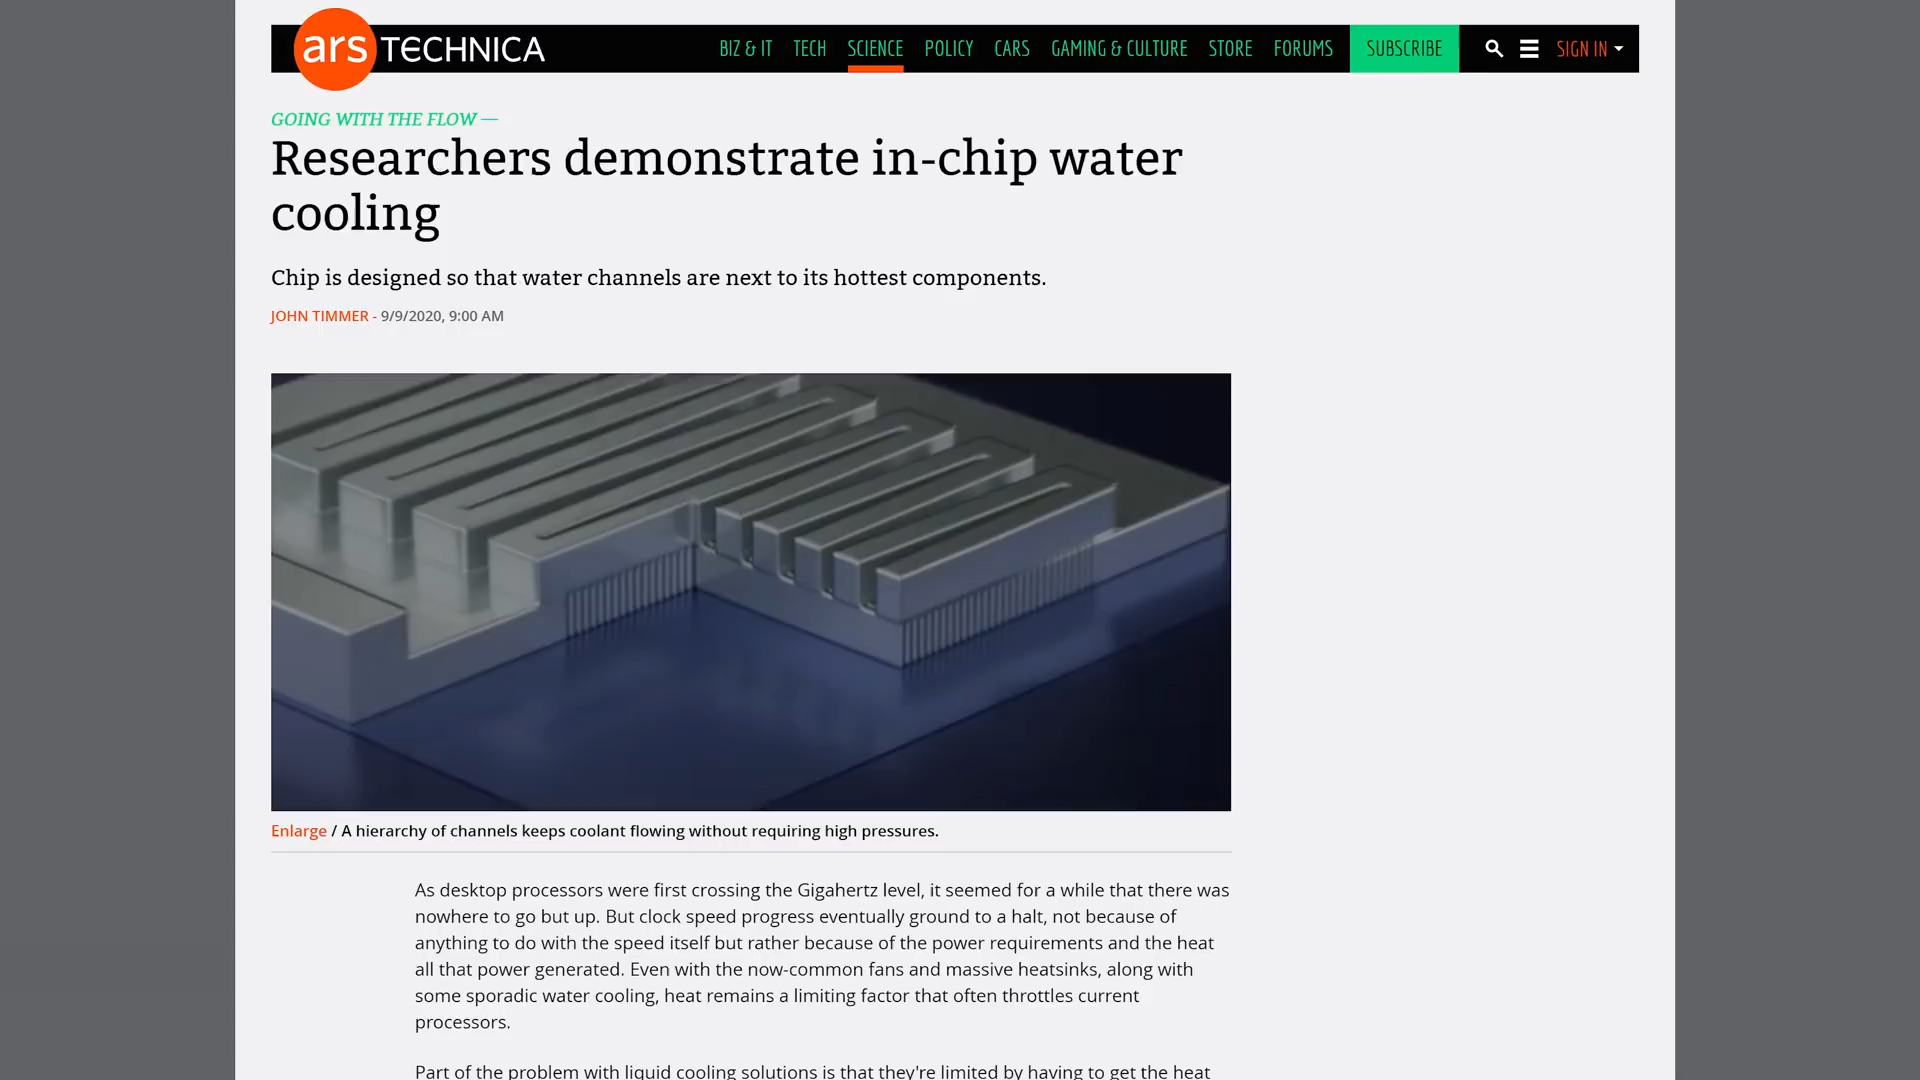 ars TECHNICA
BIZ & IT TECH SCIENCE POLICY CARS GAMING & CULTURE STORE FORUMS SUBSCRIBE SIGN IN
GOING WITH THE FLOW —
Researchers demonstrate in-chip water
cooling
Chip is designed so that water channels are next to its hottest components.
JOHN TIMMER - 9/9/2020, 9:00 AM
Enlarge / A hierarchy of channels keeps coolant flowing without requiring high pressures.
As desktop processors were first crossing the Gigahertz level, it seemed for a while that there was
nowhere to go but up. But clock speed progress eventually ground to a halt, not because of
anything to do with the speed itself but rather because of the power requirements and the heat
all that power generated. Even with the now-common fans and massive heatsinks, along with
some sporadic water cooling, heat remains a limiting factor that often throttles current
processors.
Part of the problem with liquid cooling solutions is that they're limited by having to get the heat